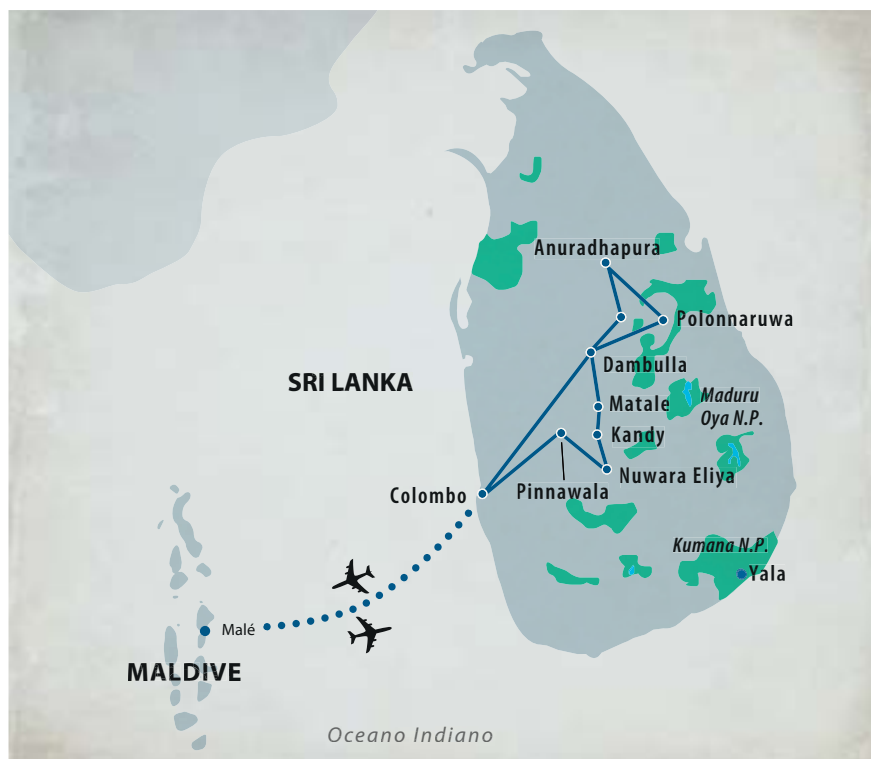 Anuradhapura
Polonnaruwa
Dambulla
SRI LANKA
Maduru
Oya N.P.
Matale
Kandy
Nuwara Eliya
Pinnawala
Colombo
Kumana N.P.
Yala
Malé
MALDIVE
Oceano Indiano